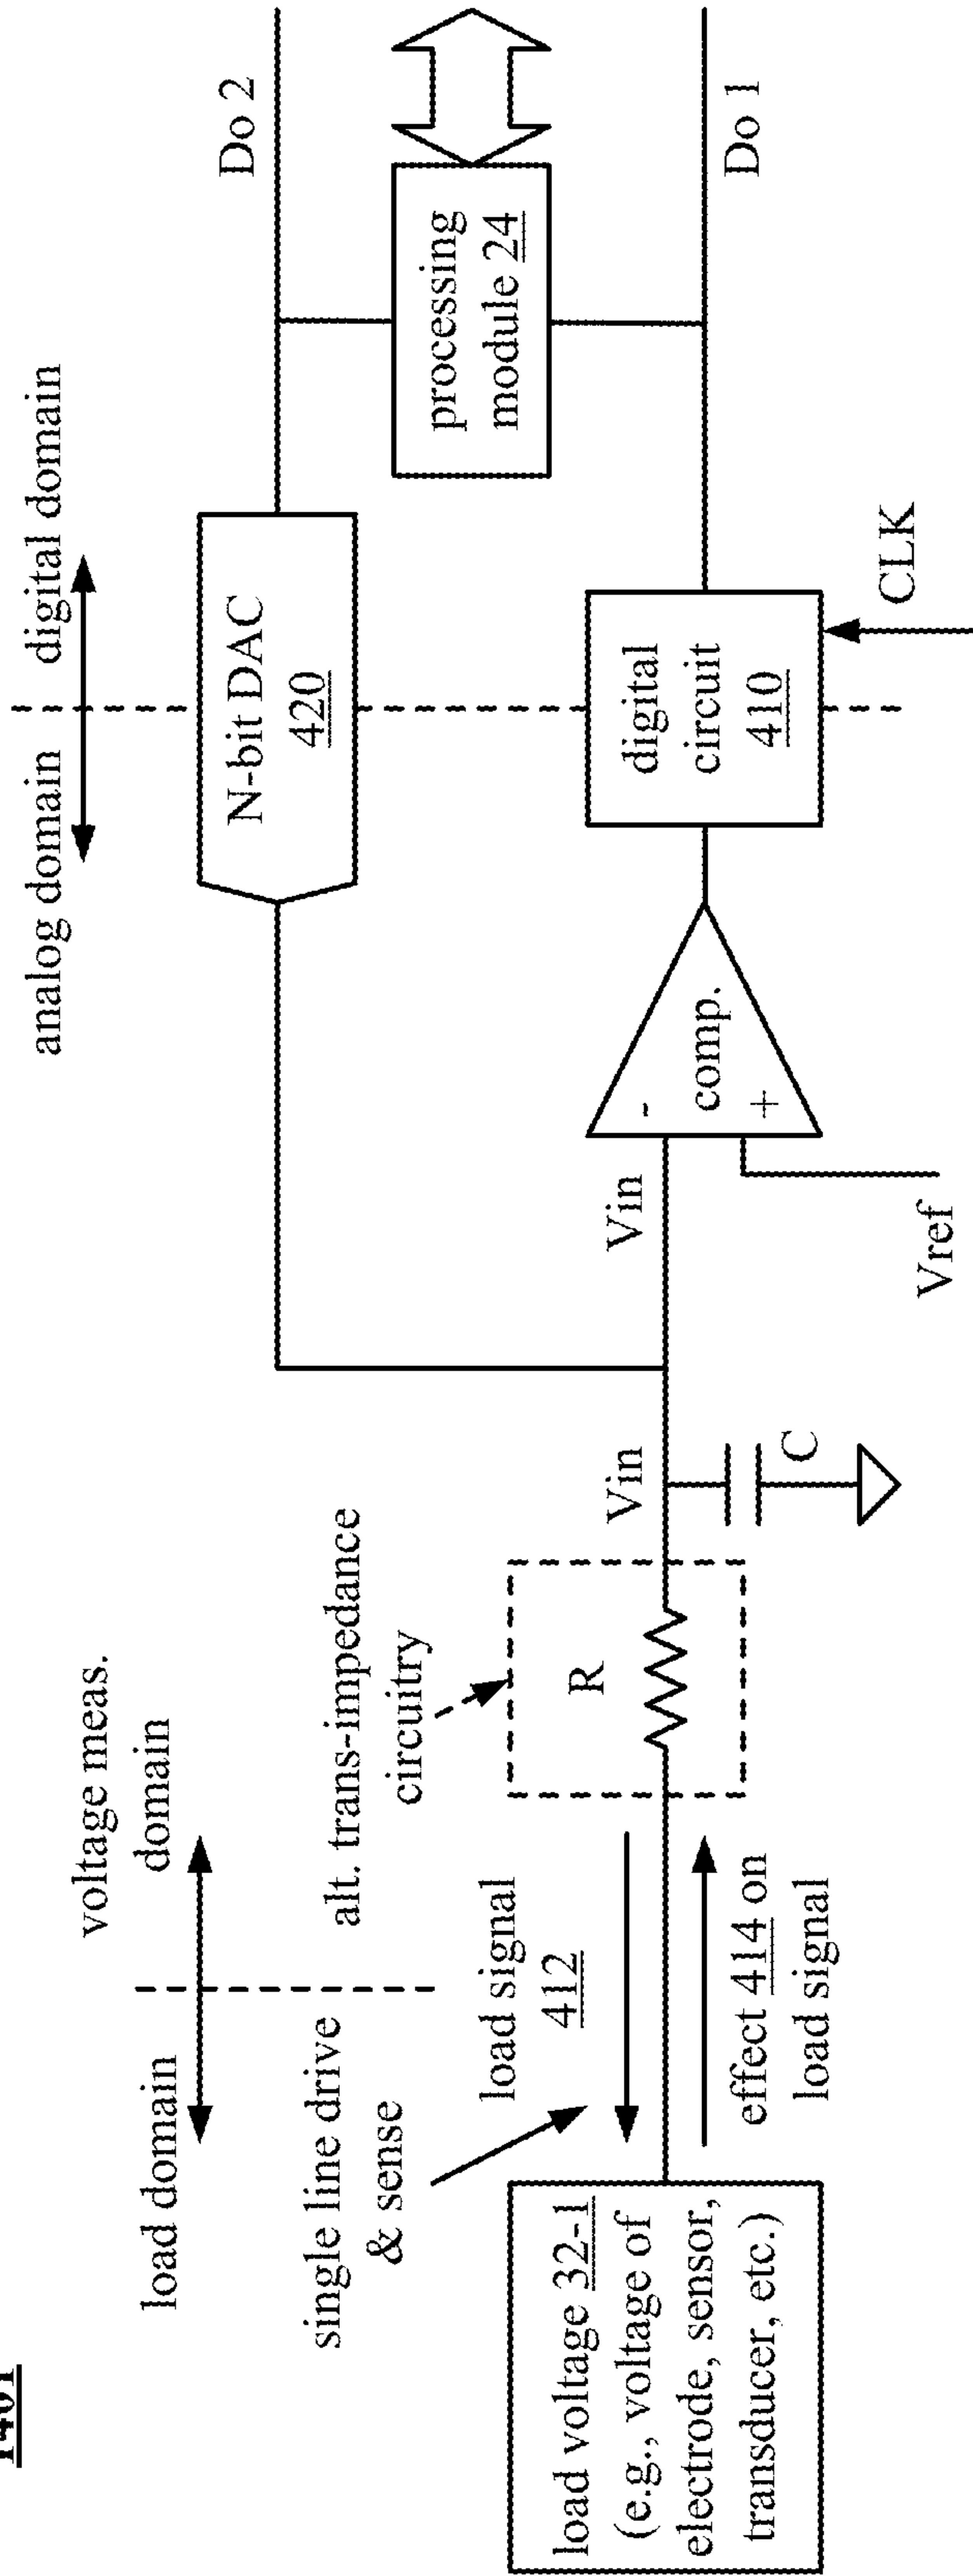 load domain
voltage meas.
domain
analog domain
digital domain
single line drive
& sense
alt. trans-impedance
circuitry
load voltage 32-1
(e.g., voltage of
electrode, sensor,
transducer, etc.)
load signal
412
effect 414 on
load signal
R
Vin
C
Vin
Vref
-
comp.
+
N-bit DAC
420
digital
circuit
410
CLK
processing
module 24
Do 2
Do 1